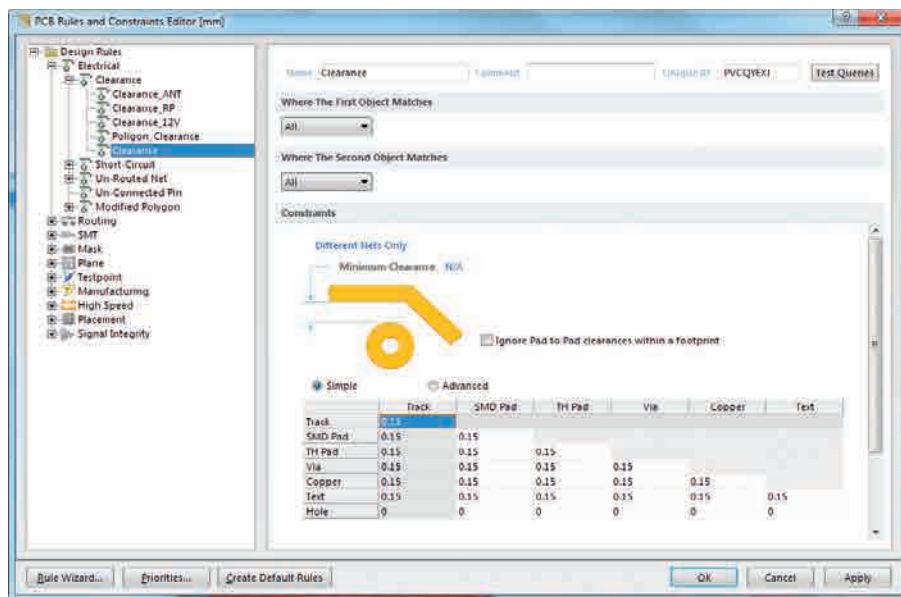 PCB Rules and Constraints Editor [mm]
Design Rules
Electrical
Clearance
Clearance_ANT
Clearance_RP
Clearance_12V
Poligon_Clearance
Clearance
Short-Circuit
Un-Routed Net
Un-Connected Pin
Modified Polygon
Routing
SMT
Mask
Plane
Testpoint
Manufacturing
High Speed
Placement
Signal Integrity
Name Clearance Comment Unique ID PVCQYEXI Test Queries
Where The First Object Matches
All
Where The Second Object Matches
All
Constraints
Different Nets Only
Minimum Clearance N/A
Ignore Pad to Pad clearances within a footprint
Simple Advanced
Track SMD Pad TH Pad Via Copper Text
Track 0.15
SMD Pad 0.15 0.15
TH Pad 0.15 0.15 0.15
Via 0.15 0.15 0.15 0.15
Copper 0.15 0.15 0.15 0.15 0.15
Text 0.15 0.15 0.15 0.15 0.15 0.15
Hole 0 0 0 0 0 0
Rule Wizard... Priorities... Create Default Rules OK Cancel Apply